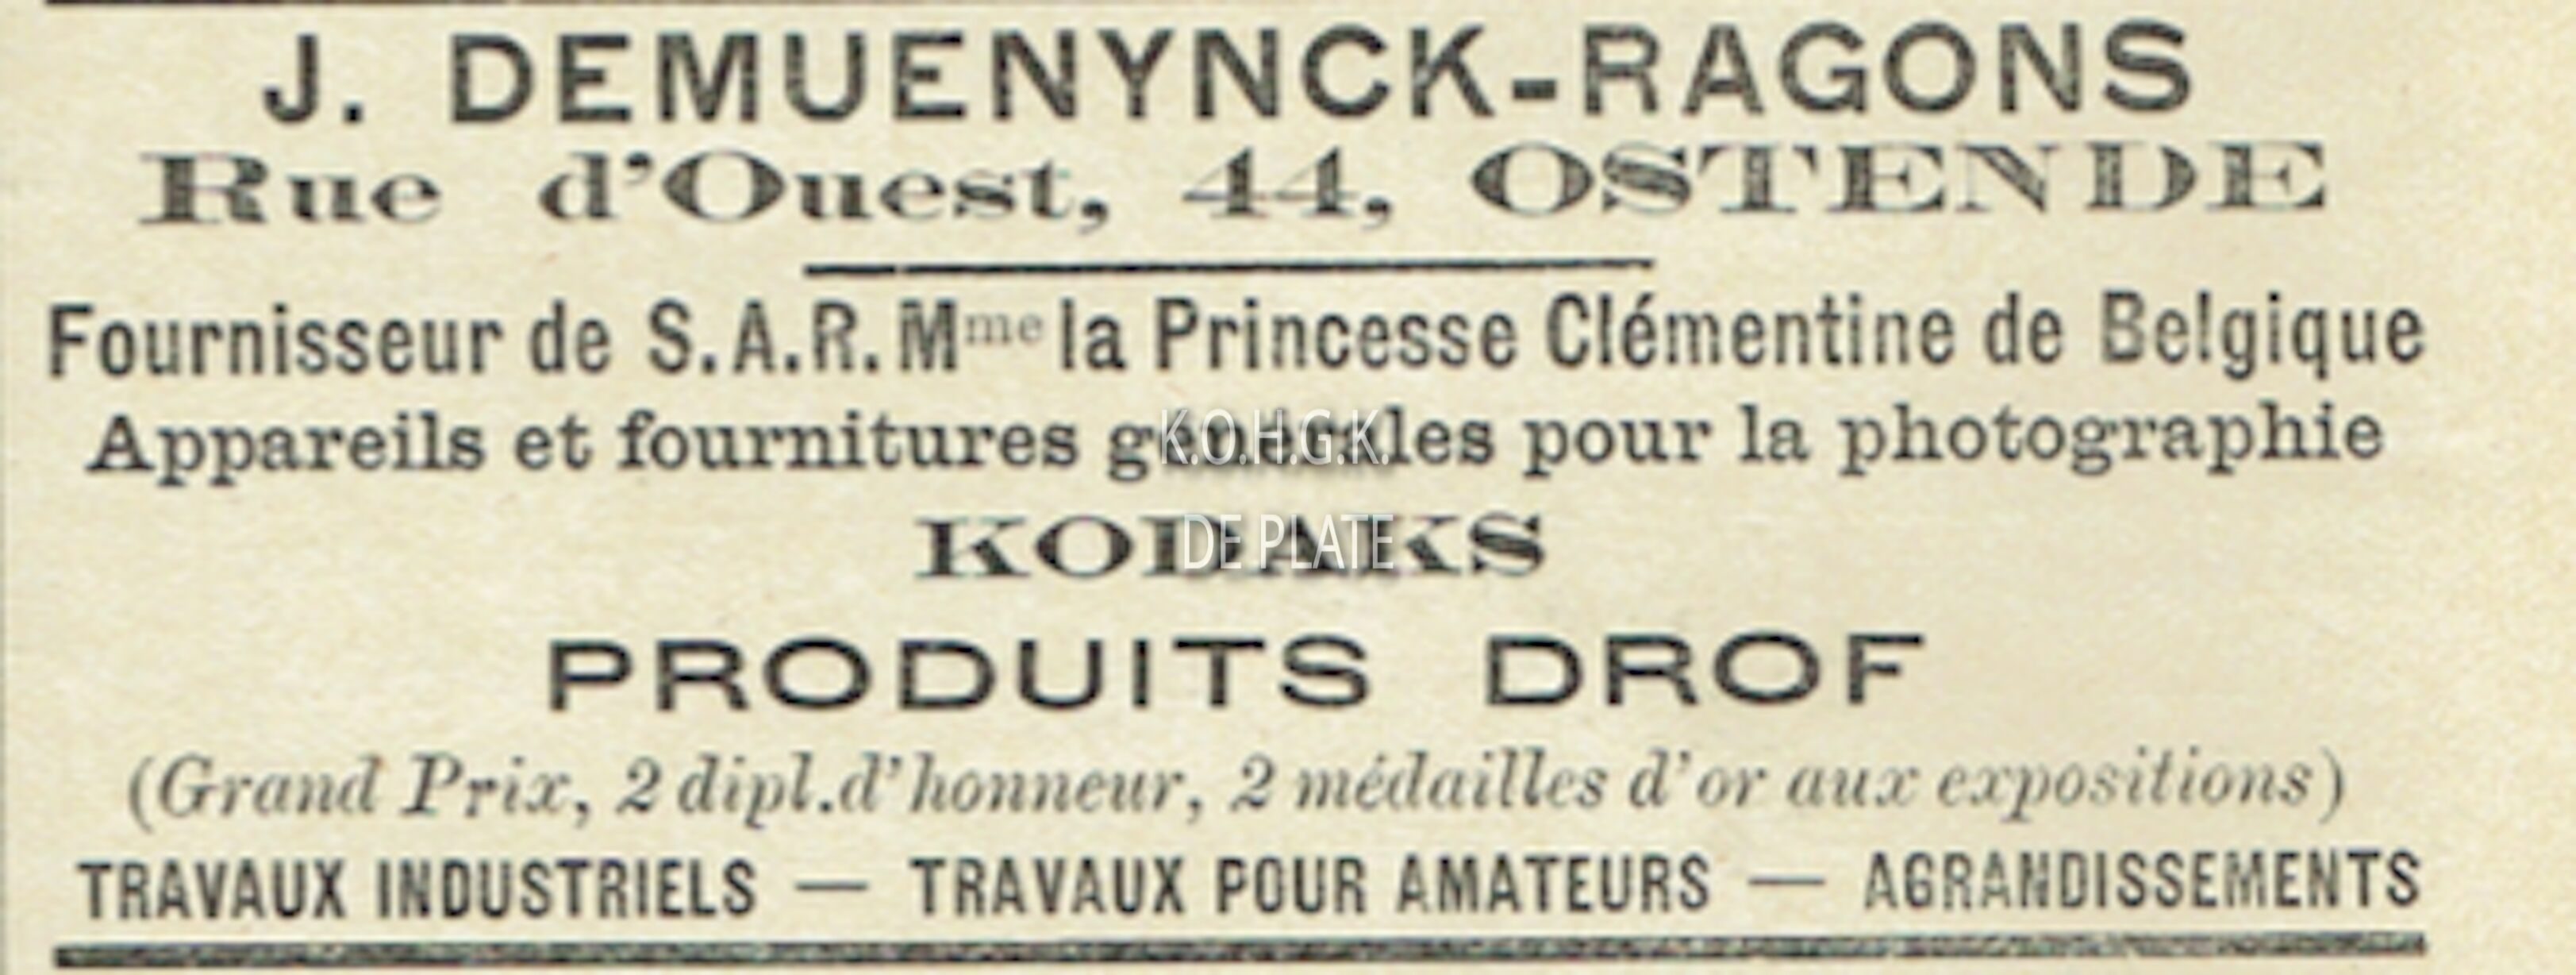 J. DEMUENYNCK-RAGONS
Rue d'Ouest, 44, OSTENDE
Fournisseur de S.A.R. Mme la Princesse Clémentine de Belgique
Appareils et fournitures générales pour la photographie
K.O.H.G.K.
KODAKS
DE PLATE
PRODUITS DROF
(Grand Prix, 2 dipl.d'honneur, 2 médailles d'or aux expositions)
TRAVAUX INDUSTRIELS — TRAVAUX POUR AMATEURS — AGRANDISSEMENTS